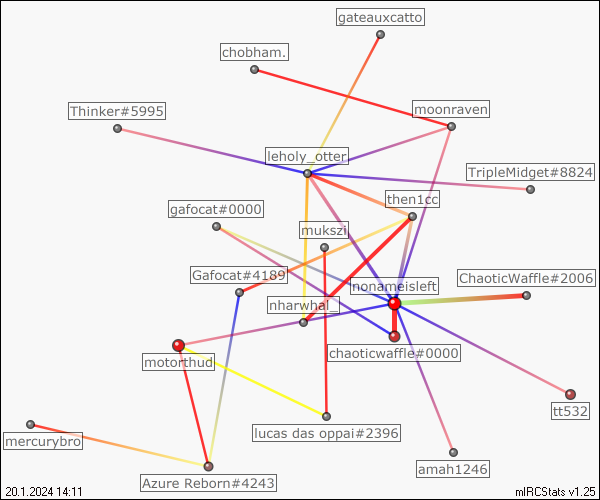 gateauxcatto
chobham.
Thinker#5995
moonraven
leholy_otter
TripleMidget#8824
then1cc
gafocat#0000
mukszi
Gafocat#4189
nonameisleft
ChaoticWaffle#2006
nharwhal_
chaoticwaffle#0000
motorthud
tt532
lucas das oppai#2396
mercurybro
amah1246
Azure Reborn#4243
20.1.2024 14:11
mIRCStats v1.25